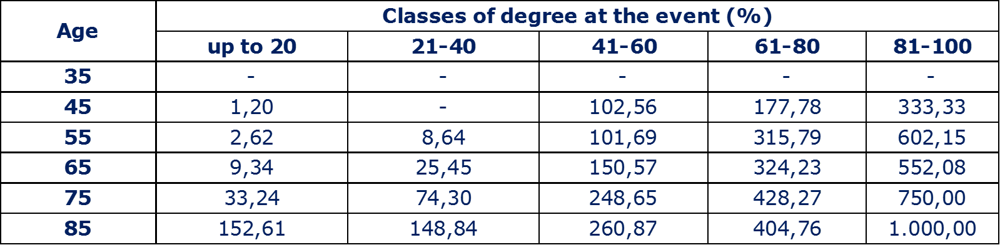 Age Classes of degree at the event (%)
up to 20 21-40 41-60 61-80 81-100
35 - - - - -
45 1,20 - 102,56 177,78 333,33
55 2,62 8,64 101,69 315,79 602,15
65 9,34 25,45 150,57 324,23 552,08
75 33,24 74,30 248,65 428,27 750,00
85 152,61 148,84 260,87 404,76 1.000,00